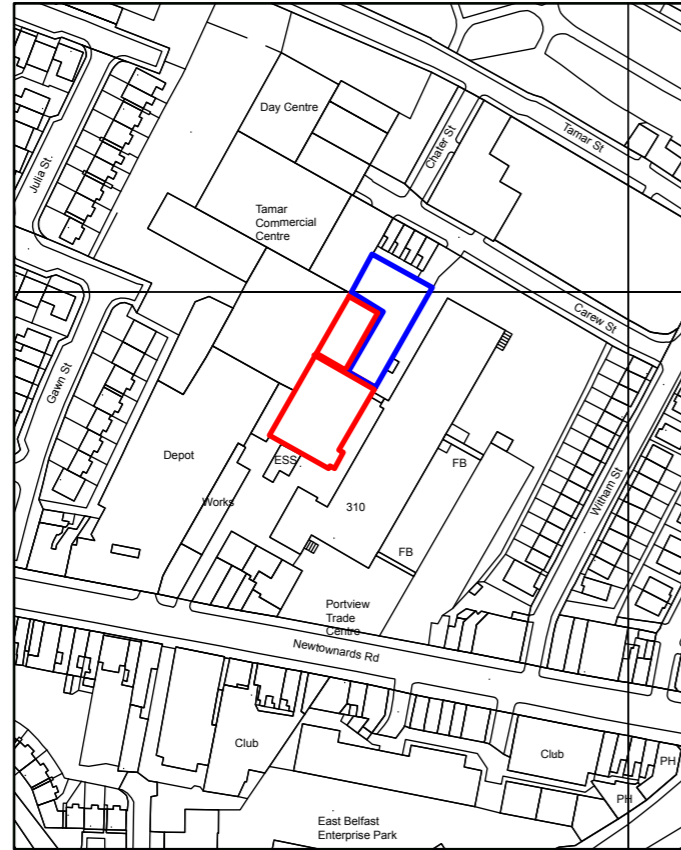 Day Centre
Chater St
Tamar St
Julia St.
Tamar
Commercial
Centre
Carew St
Gawn St
Depot
ESS
FB
Witham St
Works
310
FB
Portview
Trade
Centre
Newtownards Rd
Club
Club
PH
PH
East Belfast
Enterprise Park